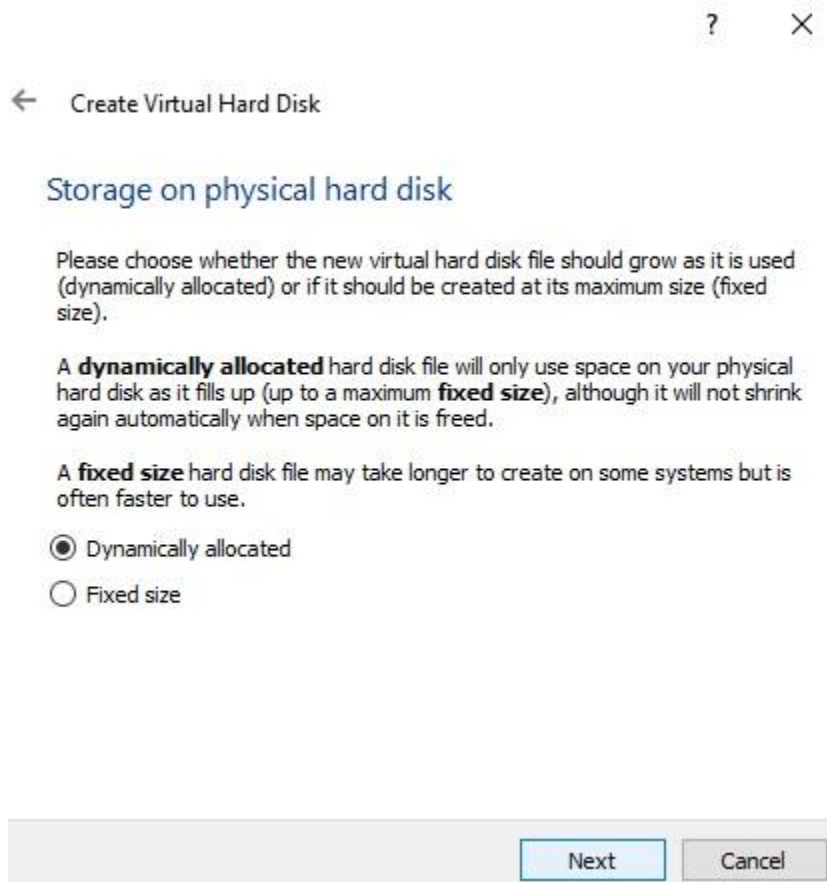 ?
Create Virtual Hard Disk
Storage on physical hard disk
Please choose whether the new virtual hard disk file should grow as it is used
(dynamically allocated) or if it should be created at its maximum size (fixed
size).
A dynamically allocated hard disk file will only use space on your physical
hard disk as it fills up (up to a maximum fixed size), although it will not shrink
again automatically when space on it is freed.
A fixed size hard disk file may take longer to create on some systems but is
often faster to use.
Dynamically allocated
Fixed size
Next Cancel